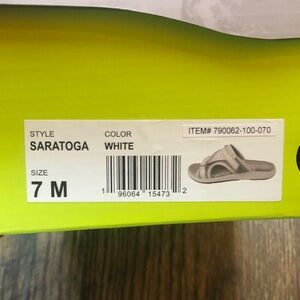 STYLE COLOR ITEM# 790062-100-070
SARATOGA WHITE
SIZE
7 M
1 96064 15473 2